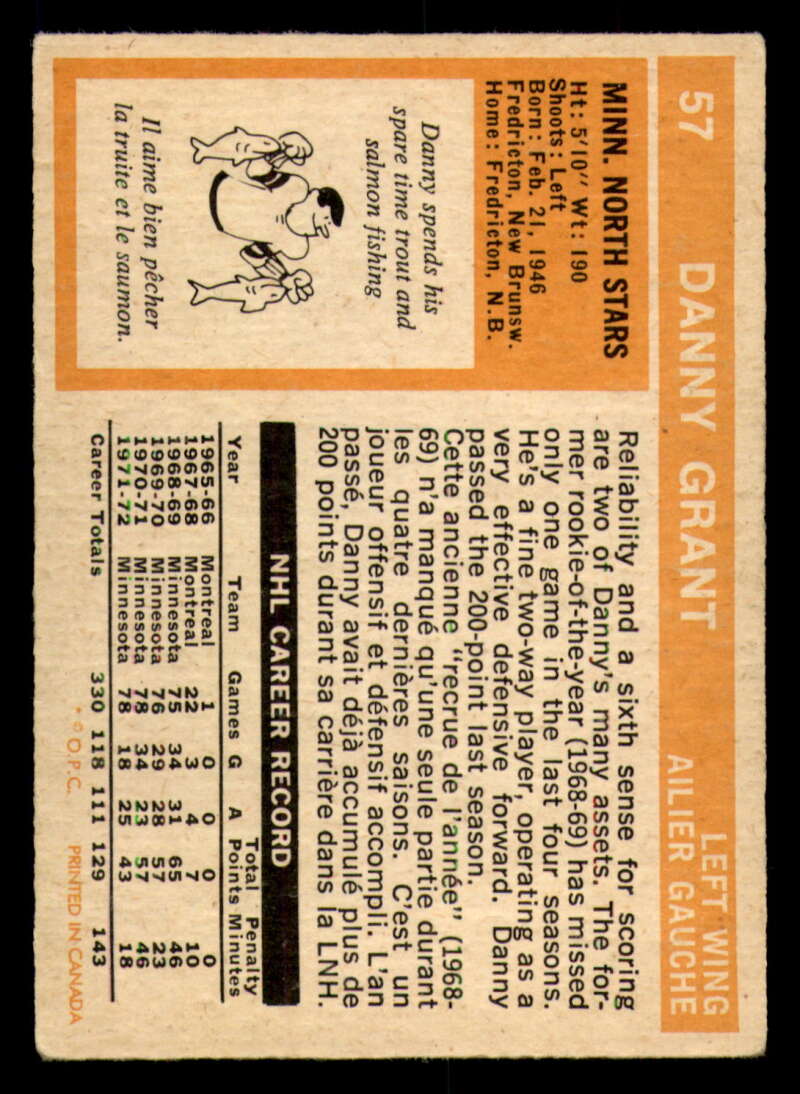 57 DANNY GRANT LEFT WING
AILIER GAUCHE
MINN. NORTH STARS
Ht: 5'10" Wt: 190
Shoots: Left
Born: Feb. 21, 1946
Fredricton, New Brunsw.
Home: Fredricton, N.B.
Danny spends his
spare time trout and
salmon fishing
Il aime bien pêcher
la truite et le saumon.
Reliability and a sixth sense for scoring
are two of Danny's many assets. The for-
mer rookie-of-the-year (1968-69) has missed
only one game in the last four seasons.
He's a fine two-way player, operating as a
very effective defensive forward. Danny
passed the 200-point last season.
Cette ancienne "recrue de l'année" (1968-
69) n'a manqué qu'une seule partie durant
les quatre dernières saisons. C'est un
joueur offensif et défensif accompli. L'an
passé, Danny avait déjà accumulé plus de
200 points durant sa carrière dans la LNH.
NHL CAREER RECORD
Total Penalty
Year Team Games G A Points Minutes
1965-66 Montreal 1 0 0 0 0
1967-68 Montreal 22 3 4 7 10
1968-69 Minnesota 75 34 31 65 46
1969-70 Minnesota 76 29 28 57 23
1970-71 Minnesota 78 34 23 57 46
1971-72 Minnesota 78 18 25 43 18
Career Totals 330 118 111 129 143
* © O.P.C. PRINTED IN CANADA